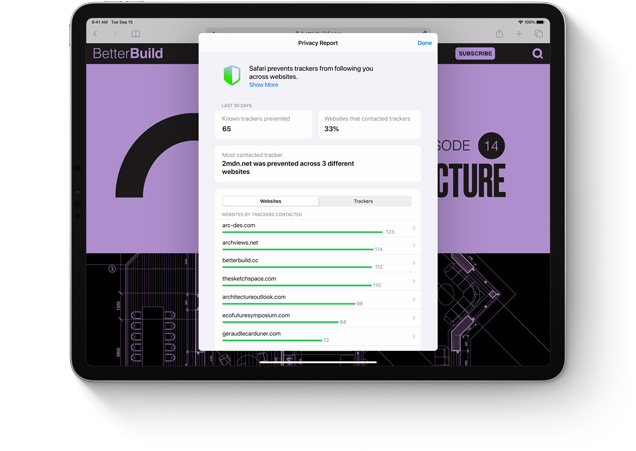 9:41 AM Tue Sep 15
100%
BetterBuild
SUBSCRIBE
Privacy Report
Done
Safari prevents trackers from following you
across websites.
Show More
LAST 30 DAYS
Known trackers prevented
65
Websites that contacted trackers
33%
Most contacted tracker
2mdn.net was prevented across 3 different
websites
Websites
Trackers
WEBSITES BY TRACKERS CONTACTED
arc-des.com
123
archviews.net
114
betterbuild.cc
112
thesketchspace.com
110
architectureoutlook.com
98
ecofuturesymposium.com
84
geraudlecarduner.com
72
SODE 14
CTURE
3